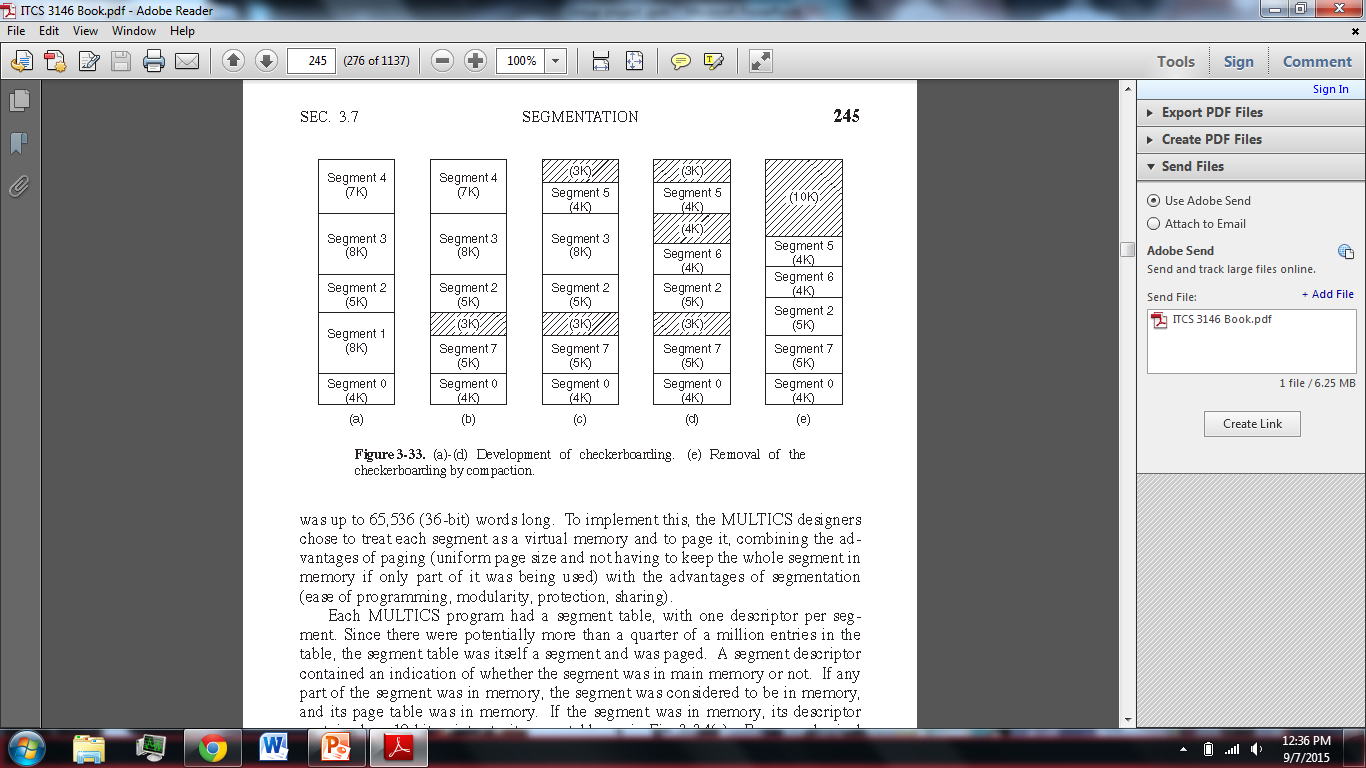 ITCS 3146 Book.pdf - Adobe Reader
File Edit View Window Help
245 (276 of 1137) 100% Tools Sign Comment
Sign In
Export PDF Files
Create PDF Files
Send Files
Use Adobe Send
Attach to Email
Adobe Send
Send and track large files online.
Send File: + Add File
ITCS 3146 Book.pdf
1 file / 6.25 MB
Create Link
SEC. 3.7 SEGMENTATION 245
Segment 4
(7K)
Segment 3
(8K)
Segment 2
(5K)
Segment 1
(8K)
Segment 0
(4K)
(a)
Segment 4
(7K)
Segment 3
(8K)
Segment 2
(5K)
(3K)
Segment 7
(5K)
Segment 0
(4K)
(b)
(3K)
Segment 5
(4K)
Segment 3
(8K)
Segment 2
(5K)
(3K)
Segment 7
(5K)
Segment 0
(4K)
(c)
(3K)
Segment 5
(4K)
(4K)
Segment 6
(4K)
Segment 2
(5K)
(3K)
Segment 7
(5K)
Segment 0
(4K)
(d)
(10K)
Segment 5
(4K)
Segment 6
(4K)
Segment 2
(5K)
Segment 7
(5K)
Segment 0
(4K)
(e)
Figure 3-33. (a)-(d) Development of checkerboarding. (e) Removal of the
checkerboarding by compaction.
was up to 65,536 (36-bit) words long. To implement this, the MULTICS designers
chose to treat each segment as a virtual memory and to page it, combining the ad-
vantages of paging (uniform page size and not having to keep the whole segment in
memory if only part of it was being used) with the advantages of segmentation
(ease of programming, modularity, protection, sharing).
Each MULTICS program had a segment table, with one descriptor per seg-
ment. Since there were potentially more than a quarter of a million entries in the
table, the segment table was itself a segment and was paged. A segment descriptor
contained an indication of whether the segment was in main memory or not. If any
part of the segment was in memory, the segment was considered to be in memory,
and its page table was in memory. If the segment was in memory, its descriptor
12:36 PM
9/7/2015